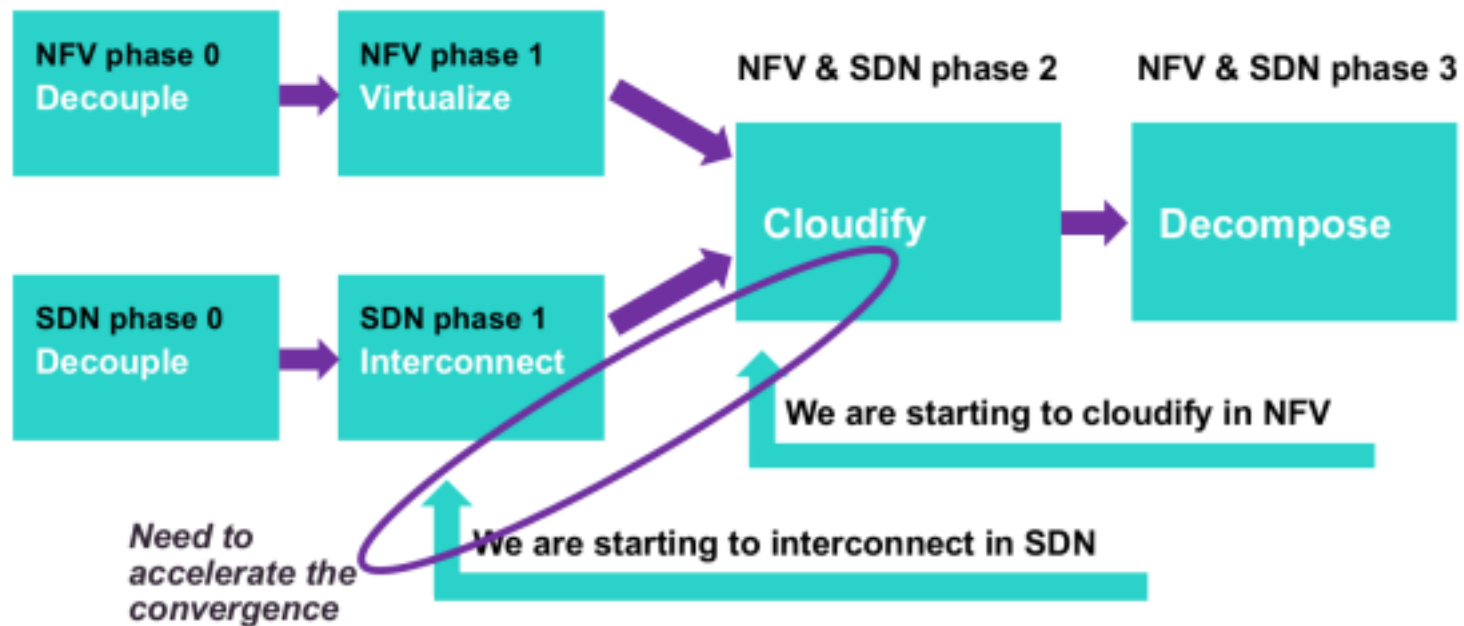 NFV phase 0
Decouple
NFV phase 1
Virtualize
NFV & SDN phase 2
Cloudify
NFV & SDN phase 3
Decompose
SDN phase 0
Decouple
SDN phase 1
Interconnect
We are starting to cloudify in NFV
We are starting to interconnect in SDN
Need to
accelerate the
convergence